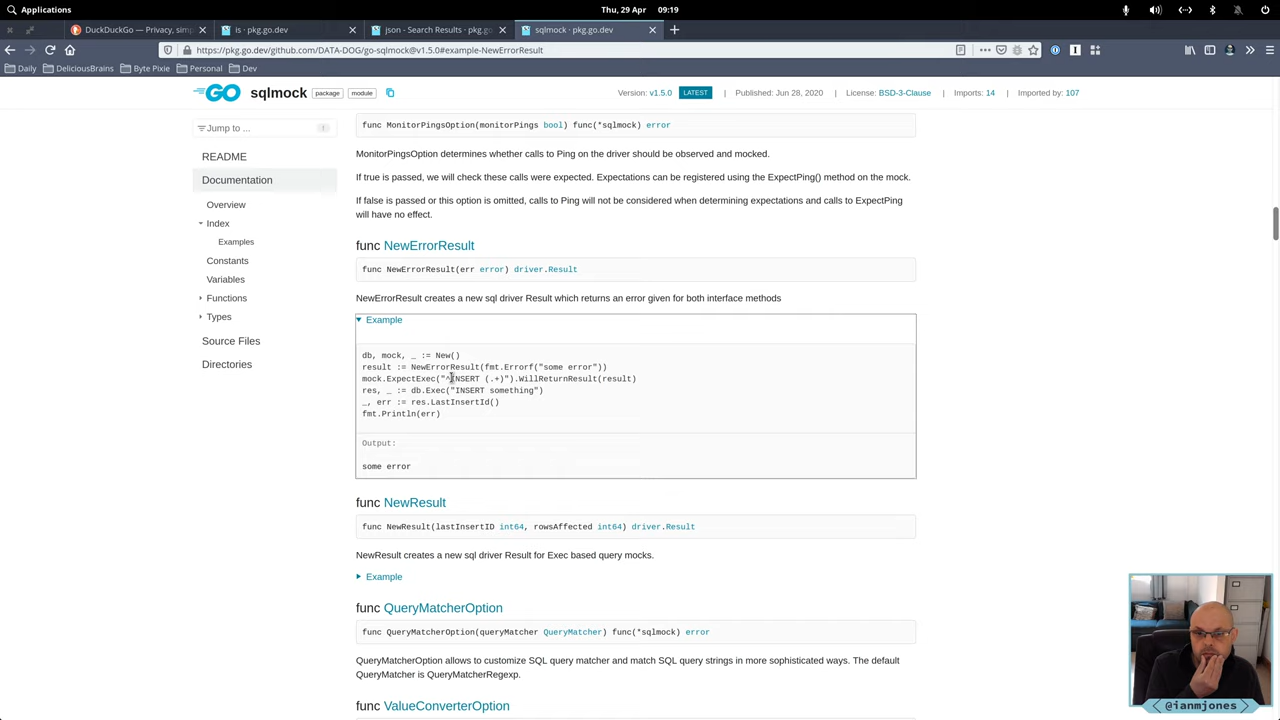 Applications
Thu, 29 Apr 09:19
DuckDuckGo — Privacy, sim
is · pkg.go.dev
json - Search Results · pkg.go
sqlmock · pkg.go.dev
https://pkg.go.dev/github.com/DATA-DOG/go-sqlmock@v1.5.0#example-NewErrorResult
Daily
DeliciousBrains
Byte Pixie
Personal
Dev
GO
sqlmock
package
module
Version: v1.5.0
LATEST
| Published: Jun 28, 2020
| License: BSD-3-Clause
| Imports: 14
| Imported by: 107
Jump to ...
README
Documentation
Overview
Index
Examples
Constants
Variables
Functions
Types
Source Files
Directories
func MonitorPingsOption(monitorPings bool) func(*sqlmock) error
MonitorPingsOption determines whether calls to Ping on the driver should be observed and mocked.
If true is passed, we will check these calls were expected. Expectations can be registered using the ExpectPing() method on the mock.
If false is passed or this option is omitted, calls to Ping will not be considered when determining expectations and calls to ExpectPing
will have no effect.
func NewErrorResult
func NewErrorResult(err error) driver.Result
NewErrorResult creates a new sql driver Result which returns an error given for both interface methods
Example
db, mock, _ := New()
result := NewErrorResult(fmt.Errorf("some error"))
mock.ExpectExec("^INSERT (.+)").WillReturnResult(result)
res, _ := db.Exec("INSERT something")
_, err := res.LastInsertId()
fmt.Println(err)
Output:
some error
func NewResult
func NewResult(lastInsertID int64, rowsAffected int64) driver.Result
NewResult creates a new sql driver Result for Exec based query mocks.
Example
func QueryMatcherOption
func QueryMatcherOption(queryMatcher QueryMatcher) func(*sqlmock) error
QueryMatcherOption allows to customize SQL query matcher and match SQL query strings in more sophisticated ways. The default
QueryMatcher is QueryMatcherRegexp.
func ValueConverterOption
@ianmjones